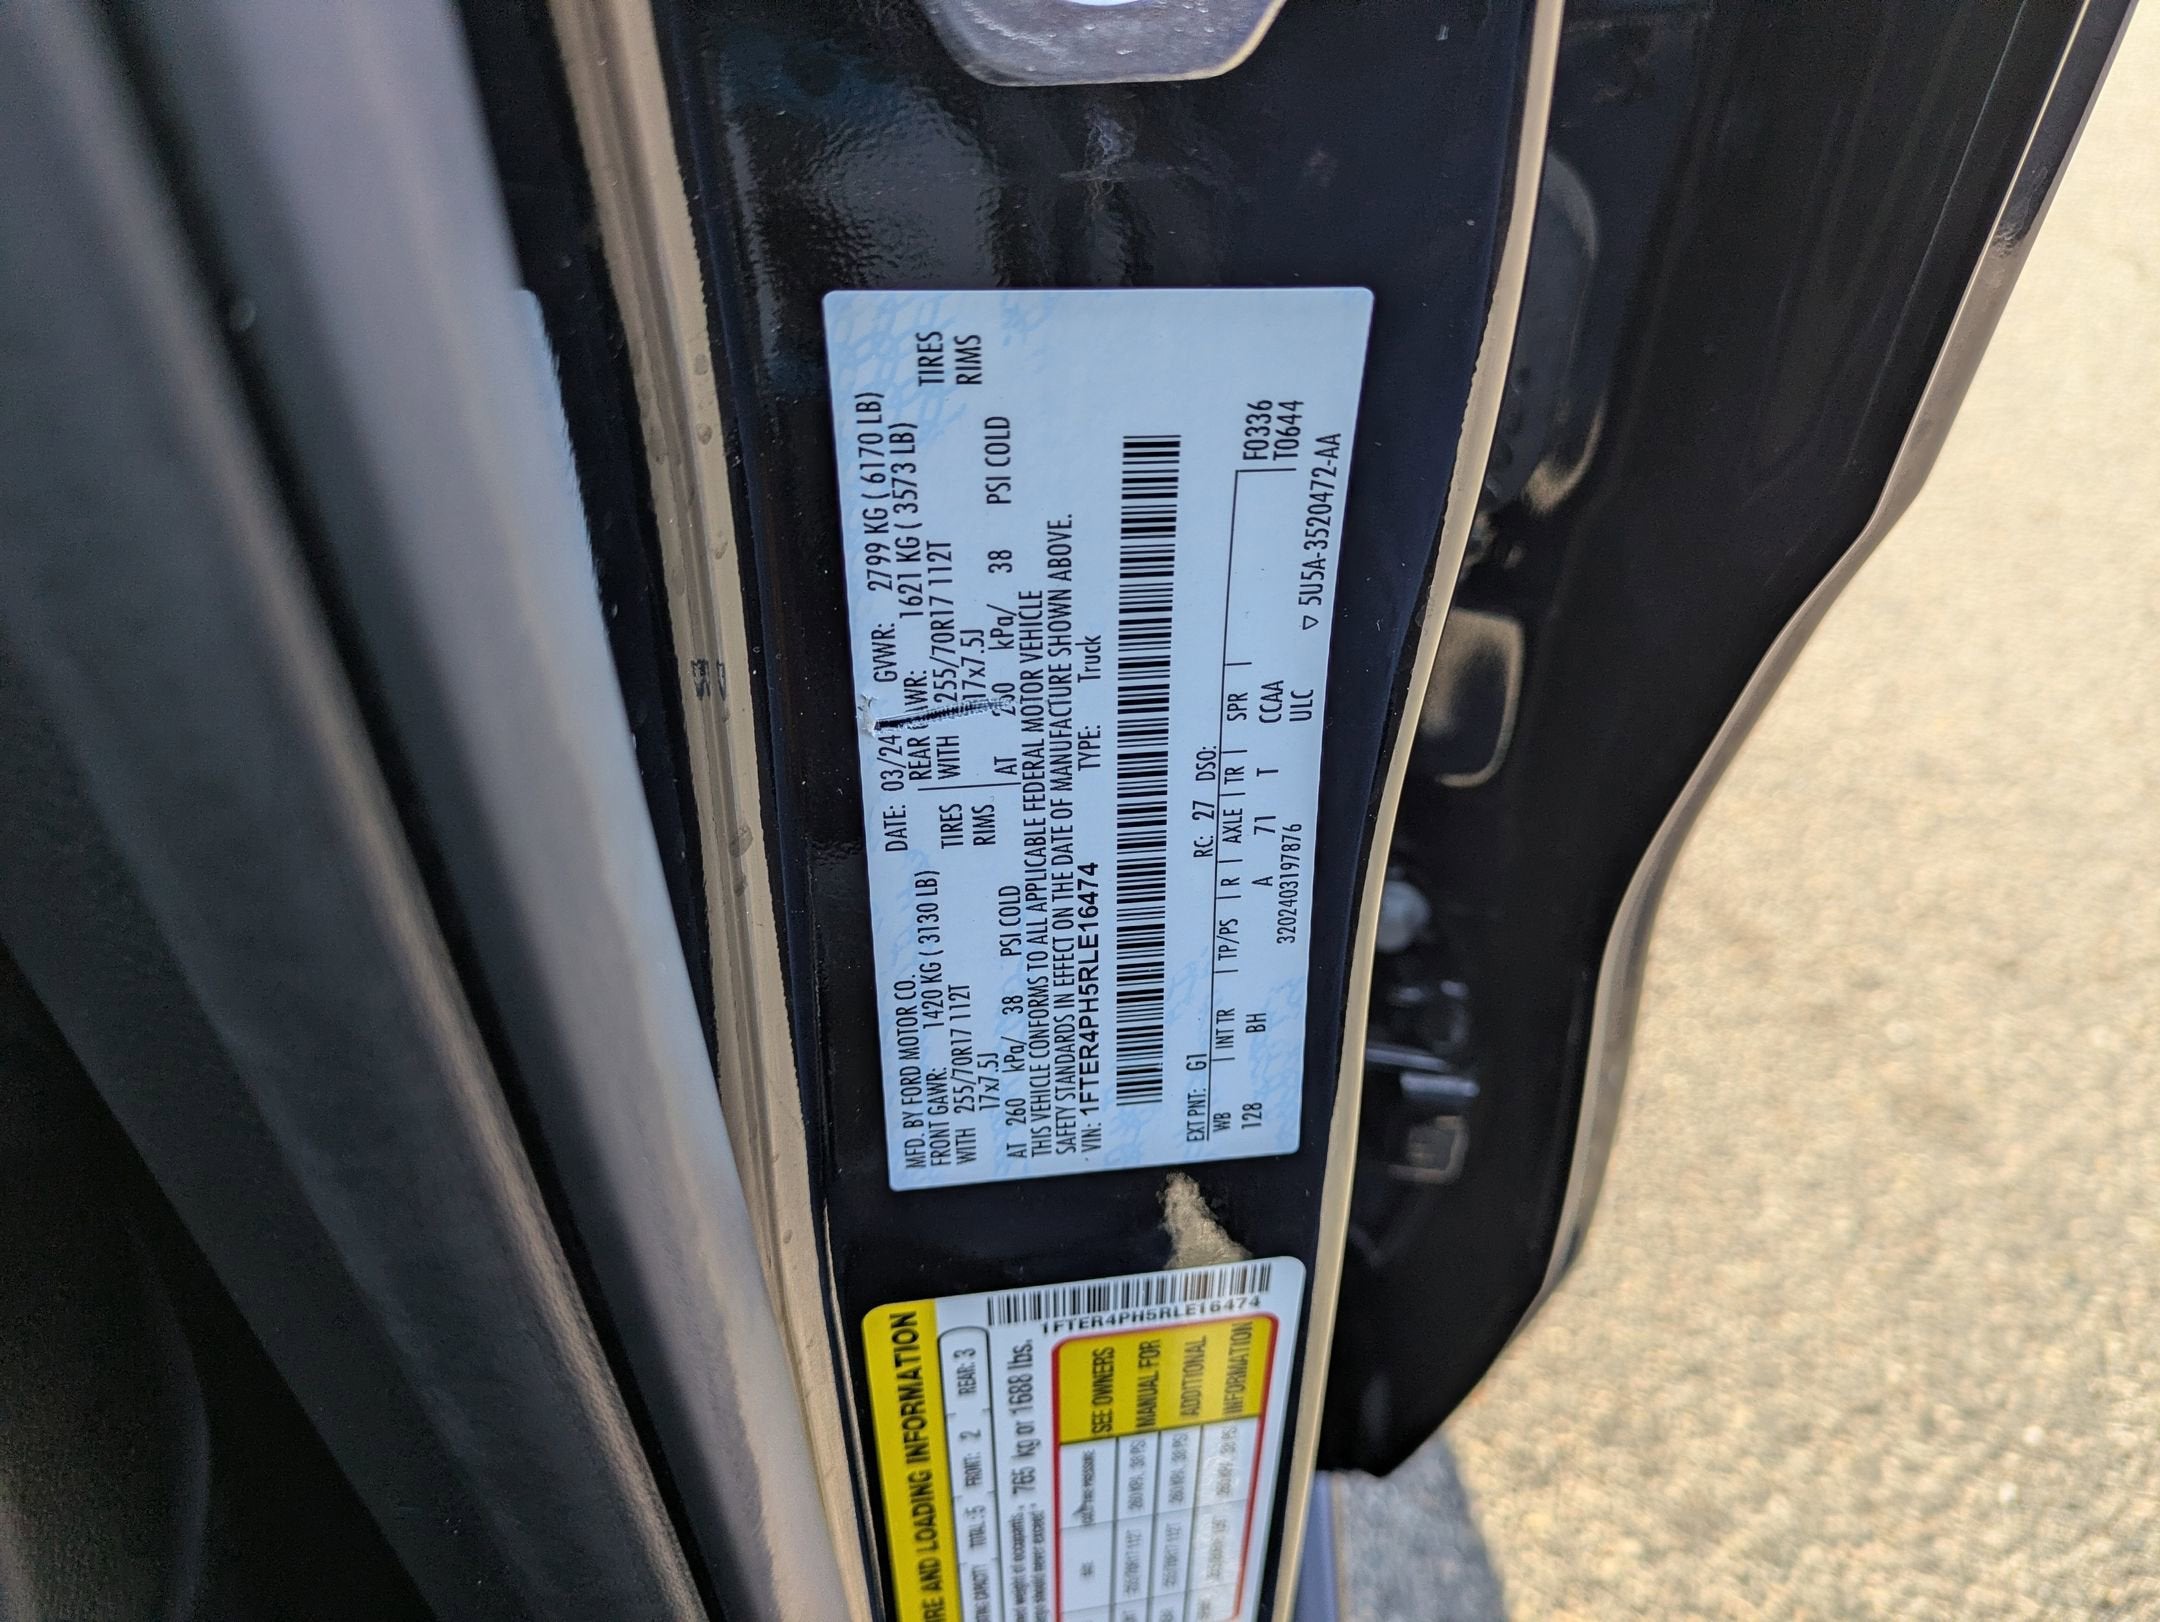 MFD. BY FORD MOTOR CO.
DATE: 03/24 GVWR: 2799 KG ( 6170 LB)
FRONT GAWR: 1420 KG ( 3130 LB) REAR GAWR: 1621 KG ( 3573 LB)
WITH 255/70R17 112T TIRES WITH 255/70R17 112T TIRES
17x7.5J RIMS 17x7.5J RIMS
AT 260 kPa/ 38 PSI COLD AT 260 kPa/ 38 PSI COLD
THIS VEHICLE CONFORMS TO ALL APPLICABLE FEDERAL MOTOR VEHICLE
SAFETY STANDARDS IN EFFECT ON THE DATE OF MANUFACTURE SHOWN ABOVE.
VIN: 1FTER4PH5RLE16474 TYPE: Truck
EXT PNT: G1 RC: 27 DSO:
WB | INT TR | TP/PS | R | AXLE | TR | SPR |
F0336
128 BH A 71 T CCAA T0644
320240319787​6 ULC
▽ 5U5A-3520472-AA
AND LOADING INFORMATION
TOTAL: 5 FRONT: 2 REAR: 3
765 kg or 1688 lbs.
1FTER4PH5RLE16474
SEE OWNERS
MANUAL FOR
ADDITIONAL
INFORMATION